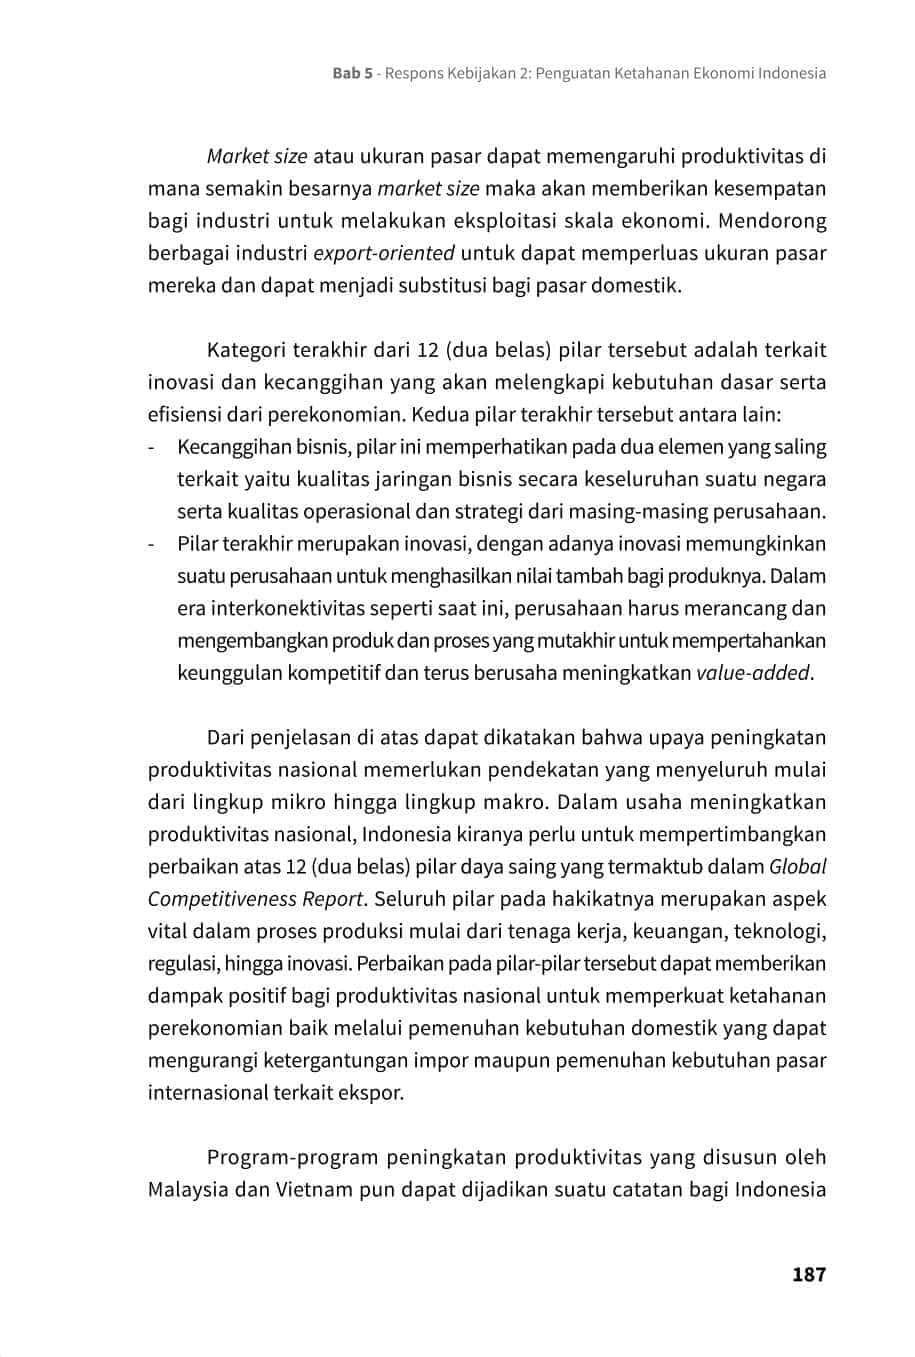 Bab 5 - Respons Kebijakan 2: Penguatan Ketahanan Ekonomi Indonesia
Market size atau ukuran pasar dapat memengaruhi produktivitas di
mana semakin besarnya market size maka akan memberikan kesempatan
bagi industri untuk melakukan eksploitasi skala ekonomi. Mendorong
berbagai industri export-oriented untuk dapat memperluas ukuran pasar
mereka dan dapat menjadi substitusi bagi pasar domestik.
Kategori terakhir dari 12 (dua belas) pilar tersebut adalah terkait
inovasi dan kecanggihan yang akan melengkapi kebutuhan dasar serta
efisiensi dari perekonomian. Kedua pilar terakhir tersebut antara lain:
- Kecanggihan bisnis, pilar ini memperhatikan pada dua elemen yang saling
terkait yaitu kualitas jaringan bisnis secara keseluruhan suatu negara
serta kualitas operasional dan strategi dari masing-masing perusahaan.
- Pilar terakhir merupakan inovasi, dengan adanya inovasi memungkinkan
suatu perusahaan untuk menghasilkan nilai tambah bagi produknya. Dalam
era interkonektivitas seperti saat ini, perusahaan harus merancang dan
mengembangkan produk dan proses yang mutakhir untuk mempertahankan
keunggulan kompetitif dan terus berusaha meningkatkan value-added.
Dari penjelasan di atas dapat dikatakan bahwa upaya peningkatan
produktivitas nasional memerlukan pendekatan yang menyeluruh mulai
dari lingkup mikro hingga lingkup makro. Dalam usaha meningkatkan
produktivitas nasional, Indonesia kiranya perlu untuk mempertimbangkan
perbaikan atas 12 (dua belas) pilar daya saing yang termaktub dalam Global
Competitiveness Report. Seluruh pilar pada hakikatnya merupakan aspek
vital dalam proses produksi mulai dari tenaga kerja, keuangan, teknologi,
regulasi, hingga inovasi. Perbaikan pada pilar-pilar tersebut dapat memberikan
dampak positif bagi produktivitas nasional untuk memperkuat ketahanan
perekonomian baik melalui pemenuhan kebutuhan domestik yang dapat
mengurangi ketergantungan impor maupun pemenuhan kebutuhan pasar
internasional terkait ekspor.
Program-program peningkatan produktivitas yang disusun oleh
Malaysia dan Vietnam pun dapat dijadikan suatu catatan bagi Indonesia
187